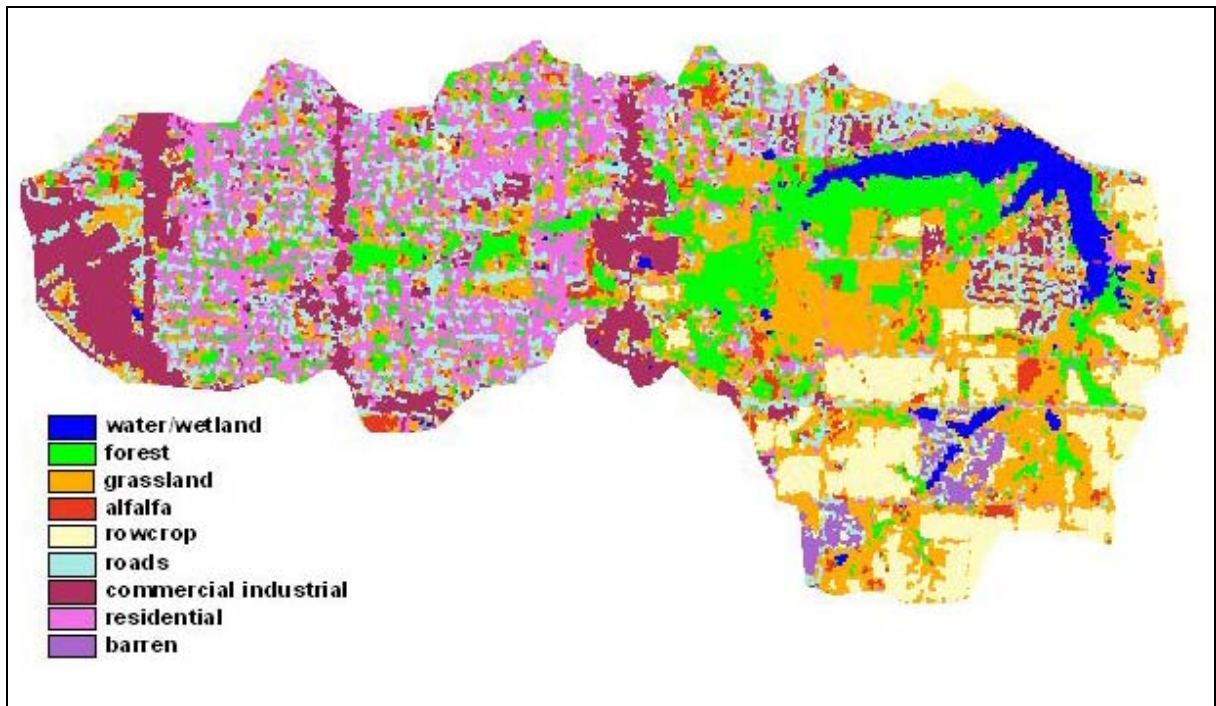 water/wetland
forest
grassland
alfalfa
rowcrop
roads
commercial industrial
residential
barren